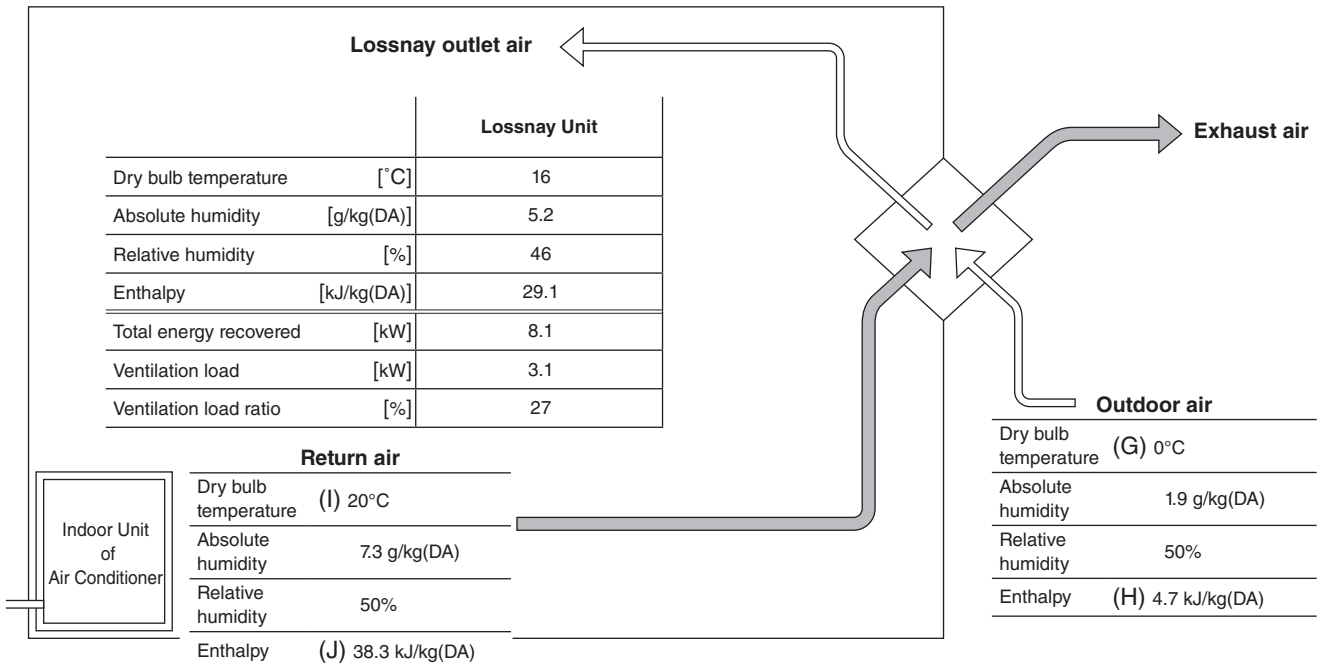 Lossnay outlet air
Exhaust air
Lossnay Unit
Dry bulb temperature [˚C] 16
Absolute humidity [g/kg(DA)] 5.2
Relative humidity [%] 46
Enthalpy [kJ/kg(DA)] 29.1
Total energy recovered [kW] 8.1
Ventilation load [kW] 3.1
Ventilation load ratio [%] 27
Outdoor air
Dry bulb
temperature (G) 0°C
Absolute
humidity 1.9 g/kg(DA)
Relative
humidity 50%
Enthalpy (H) 4.7 kJ/kg(DA)
Return air
Dry bulb
temperature (I) 20°C
Absolute
humidity 7.3 g/kg(DA)
Relative
humidity 50%
Enthalpy (J) 38.3 kJ/kg(DA)
Indoor Unit
of
Air Conditioner